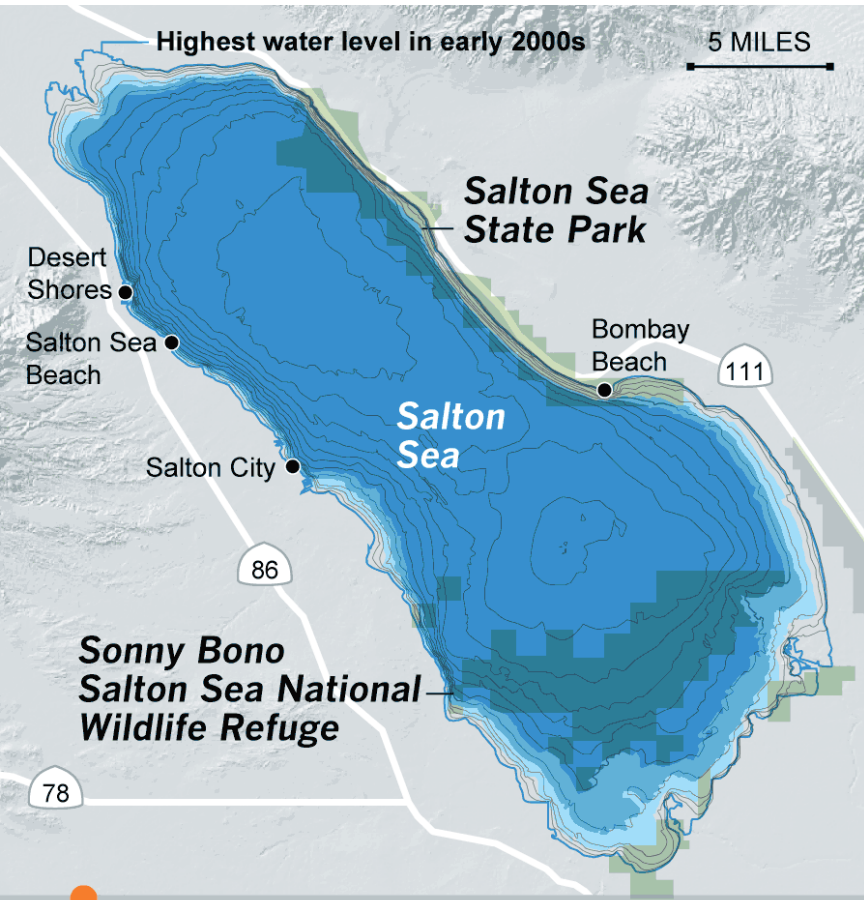 Highest water level in early 2000s
5 MILES
Salton Sea
State Park
Desert
Shores
Salton Sea
Beach
Bombay
Beach
111
Salton
Sea
Salton City
86
Sonny Bono
Salton Sea National
Wildlife Refuge
78